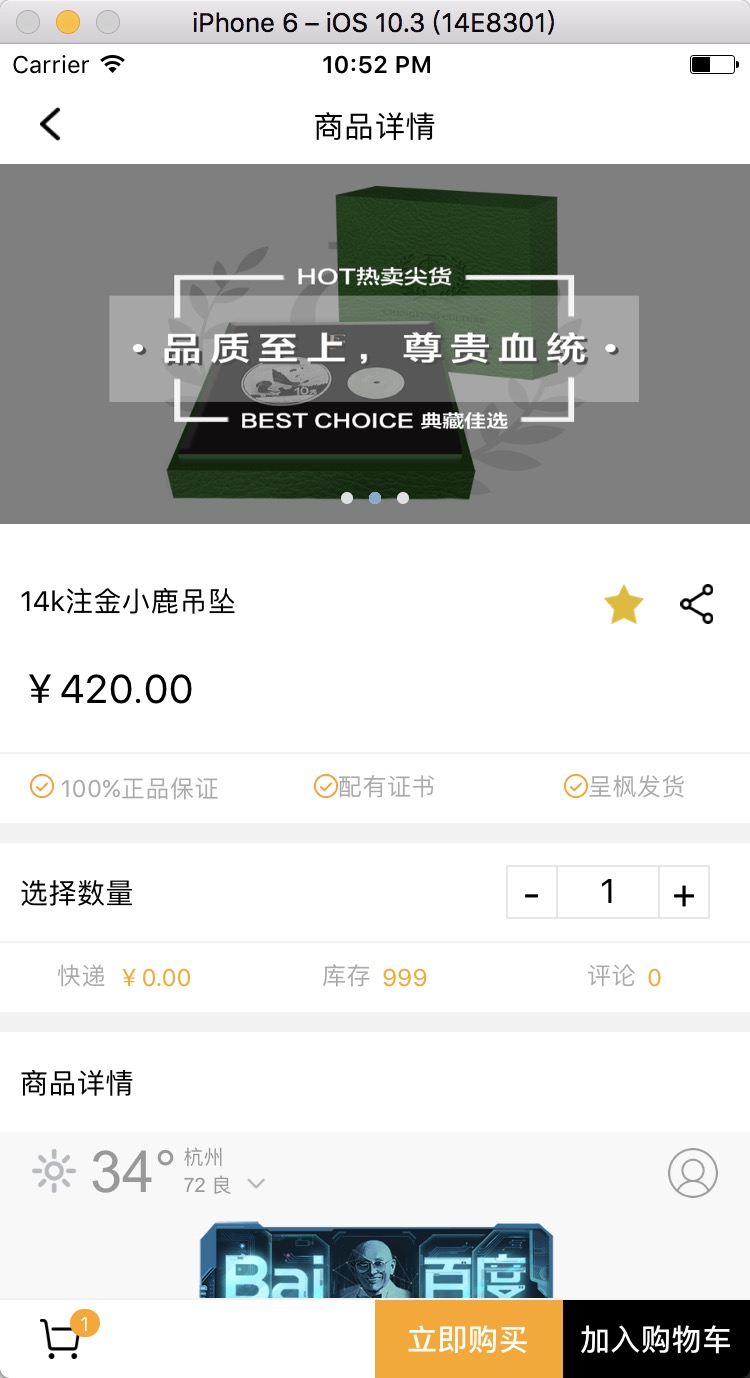 iPhone 6 – iOS 10.3 (14E8301)
Carrier 10:52 PM
商品详情
HOT热卖尖货
· 品质至上，尊贵血统 ·
10元
BEST CHOICE 典藏佳选
14k注金小鹿吊坠
¥ 420.00
100%正品保证 配有证书 呈枫发货
选择数量 - 1 +
快递 ¥ 0.00 库存 999 评论 0
商品详情
34° 杭州
72 良
Bai 百度
1
立即购买 加入购物车